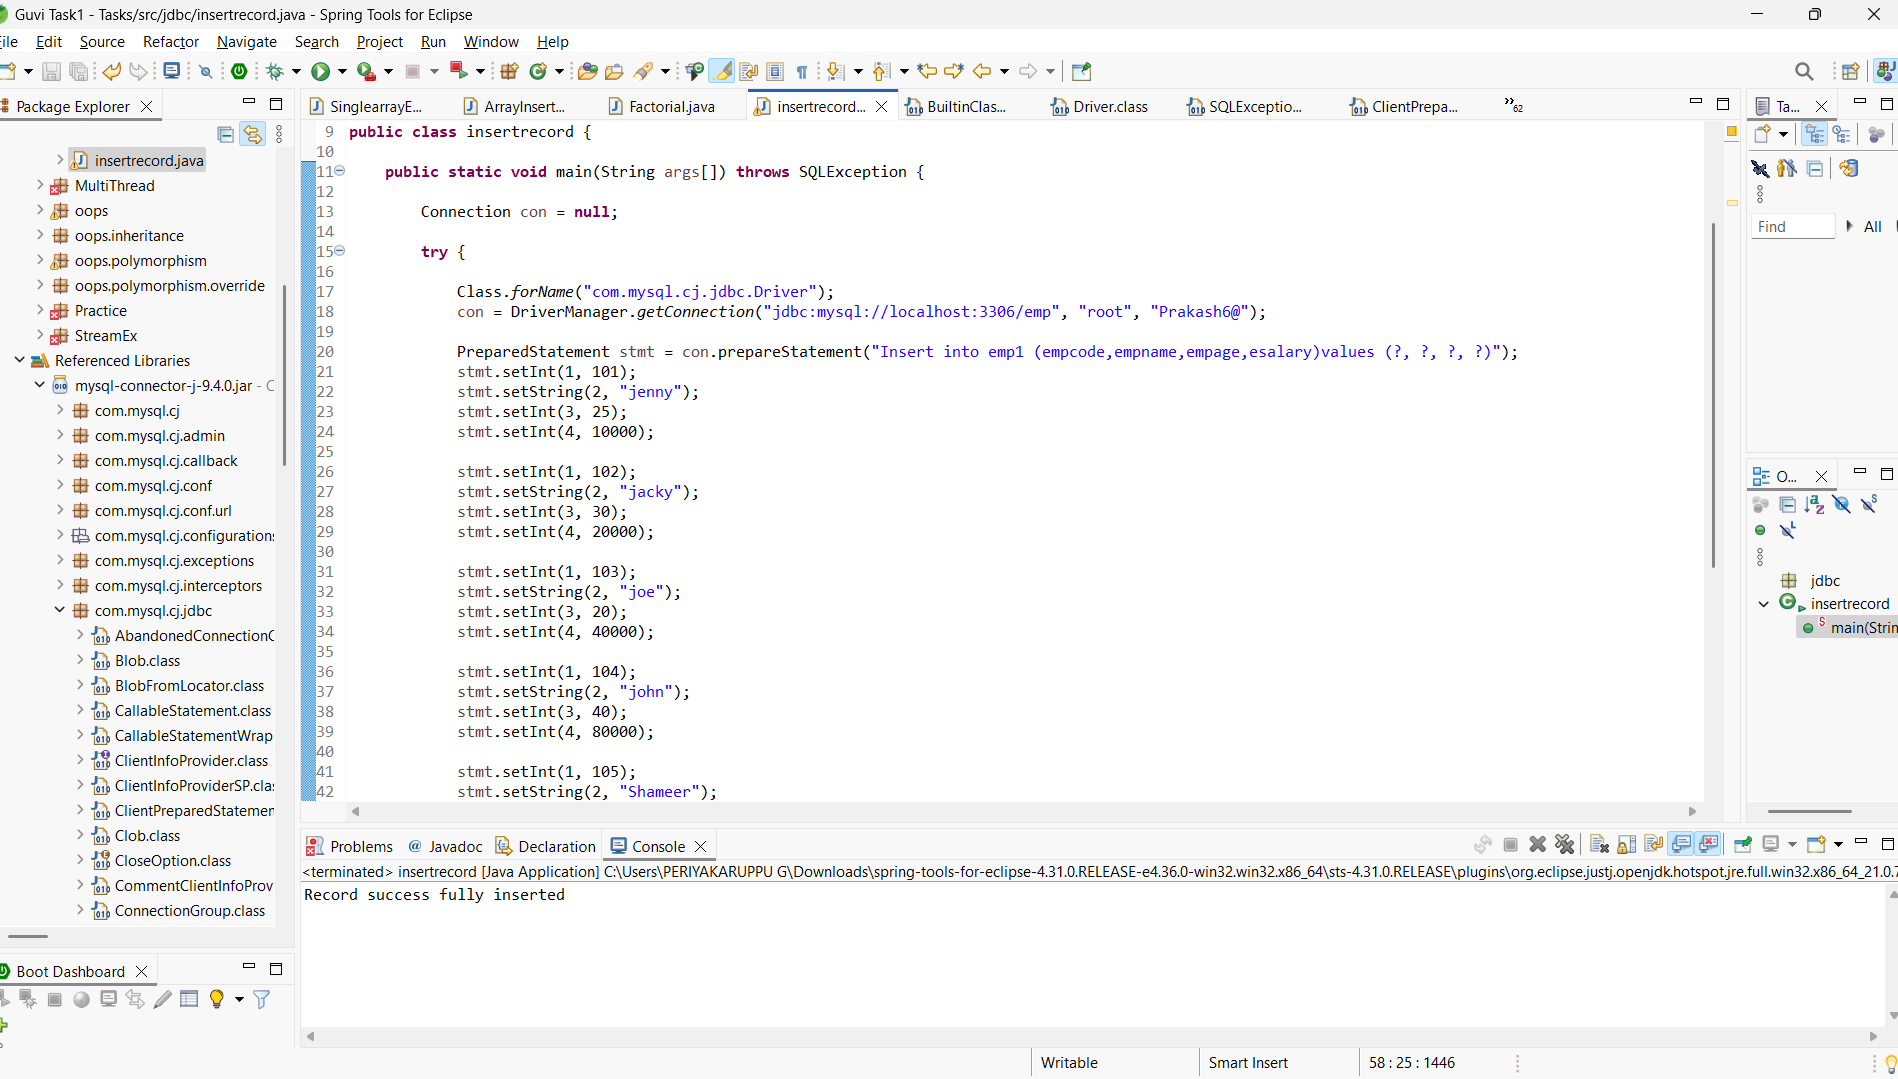 Guvi Task1 - Tasks/src/jdbc/insertrecord.java - Spring Tools for Eclipse
ile Edit Source Refactor Navigate Search Project Run Window Help
Package Explorer
insertrecord.java
MultiThread
oops
oops.inheritance
oops.polymorphism
oops.polymorphism.override
Practice
StreamEx
Referenced Libraries
mysql-connector-j-9.4.0.jar - C
com.mysql.cj
com.mysql.cj.admin
com.mysql.cj.callback
com.mysql.cj.conf
com.mysql.cj.conf.url
com.mysql.cj.configurations
com.mysql.cj.exceptions
com.mysql.cj.interceptors
com.mysql.cj.jdbc
AbandonedConnectionC
Blob.class
BlobFromLocator.class
CallableStatement.class
CallableStatementWrap
ClientInfoProvider.class
ClientInfoProviderSP.clas
ClientPreparedStatemen
Clob.class
CloseOption.class
CommentClientInfoProv
ConnectionGroup.class
Boot Dashboard
SinglearrayE... ArrayInsert... Factorial.java insertrecord... BuiltinClas... Driver.class SQLExceptio... ClientPrepa... »62
9 public class insertrecord {
10
11 public static void main(String args[]) throws SQLException {
12
13 Connection con = null;
14
15 try {
16
17 Class.forName("com.mysql.cj.jdbc.Driver");
18 con = DriverManager.getConnection("jdbc:mysql://localhost:3306/emp", "root", "Prakash6@");
19
20 PreparedStatement stmt = con.prepareStatement("Insert into emp1 (empcode,empname,empage,esalary)values (?, ?, ?, ?)");
21 stmt.setInt(1, 101);
22 stmt.setString(2, "jenny");
23 stmt.setInt(3, 25);
24 stmt.setInt(4, 10000);
25
26 stmt.setInt(1, 102);
27 stmt.setString(2, "jacky");
28 stmt.setInt(3, 30);
29 stmt.setInt(4, 20000);
30
31 stmt.setInt(1, 103);
32 stmt.setString(2, "joe");
33 stmt.setInt(3, 20);
34 stmt.setInt(4, 40000);
35
36 stmt.setInt(1, 104);
37 stmt.setString(2, "john");
38 stmt.setInt(3, 40);
39 stmt.setInt(4, 80000);
40
41 stmt.setInt(1, 105);
42 stmt.setString(2, "Shameer");
Problems @ Javadoc Declaration Console
<terminated> insertrecord [Java Application] C:\Users\PERIYAKARUPPU G\Downloads\spring-tools-for-eclipse-4.31.0.RELEASE-e4.36.0-win32.win32.x86_64\sts-4.31.0.RELEASE\plugins\org.eclipse.justj.openjdk.hotspot.jre.full.win32.x86_64_21.0.7
Record success fully inserted
Ta...
Find All
O...
jdbc
insertrecord
main(Strin
Writable Smart Insert 58 : 25 : 1446